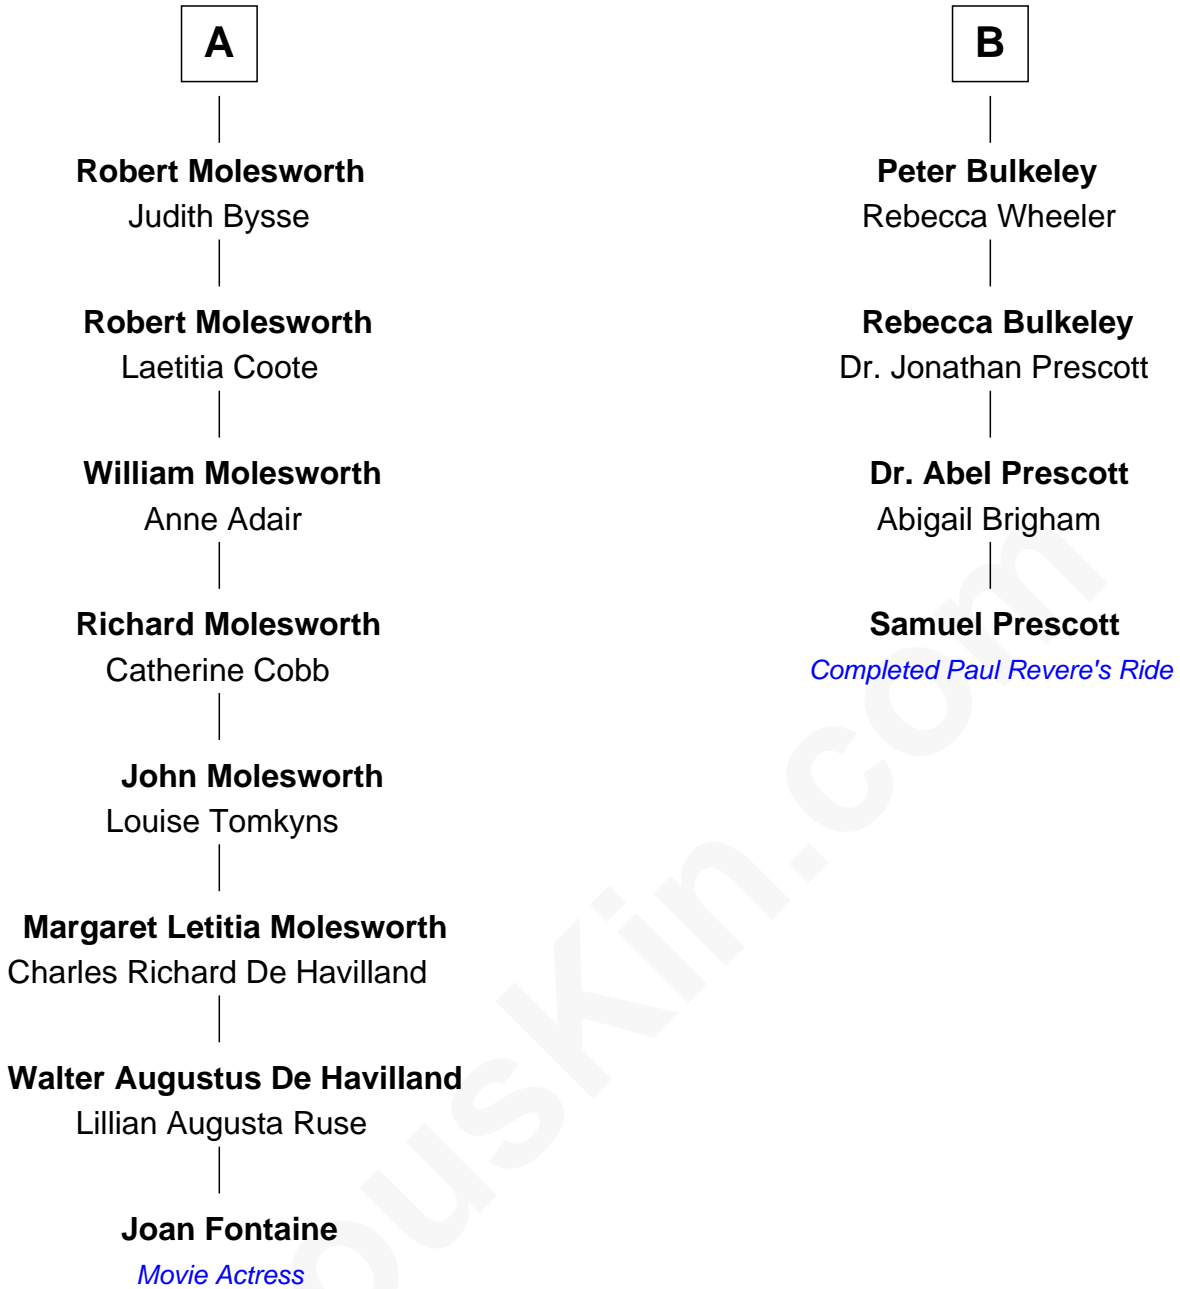 A
Robert Molesworth
Judith Bysse
Robert Molesworth
Laetitia Coote
William Molesworth
Anne Adair
Richard Molesworth
Catherine Cobb
John Molesworth
Louise Tomkyns
Margaret Letitia Molesworth
Charles Richard De Havilland
Walter Augustus De Havilland
Lillian Augusta Ruse
Joan Fontaine
Movie Actress
B
Peter Bulkeley
Rebecca Wheeler
Rebecca Bulkeley
Dr. Jonathan Prescott
Dr. Abel Prescott
Abigail Brigham
Samuel Prescott
Completed Paul Revere's Ride
ousKin.com